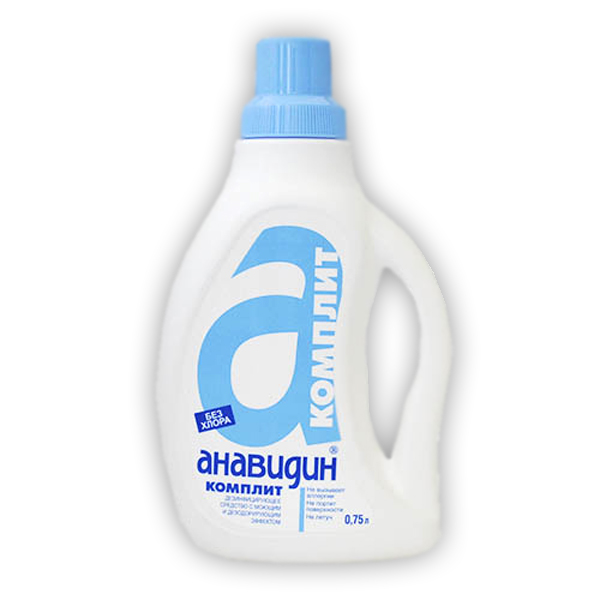 КОМПЛИТ
БЕЗ
ХЛОРА
анавидин®
КОМПЛИТ
ДЕЗИНФИЦИРУЮЩЕЕ
СРЕДСТВО С МОЮЩИМ
И ДЕЗОДОРИРУЮЩИМ
ЭФФЕКТОМ
Не вызывает
аллергии
Не портит
поверхности
Не летуч
0,75 л